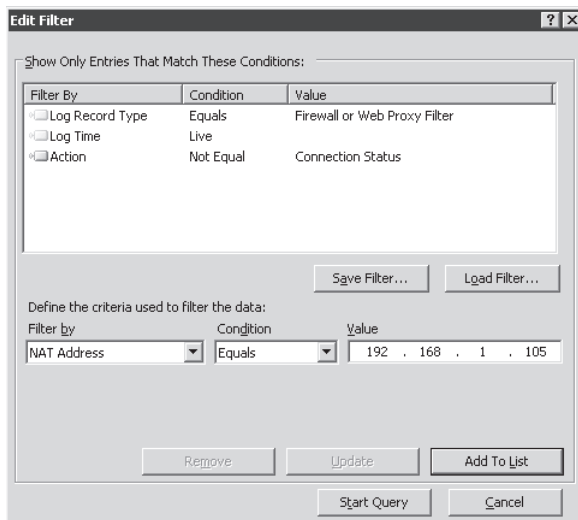 Edit Filter
Show Only Entries That Match These Conditions:
Filter By Condition Value
Log Record Type Equals Firewall or Web Proxy Filter
Log Time Live
Action Not Equal Connection Status
Save Filter... Load Filter...
Define the criteria used to filter the data:
Filter by Condition Value
NAT Address Equals 192 . 168 . 1 . 105
Remove Update Add To List
Start Query Cancel